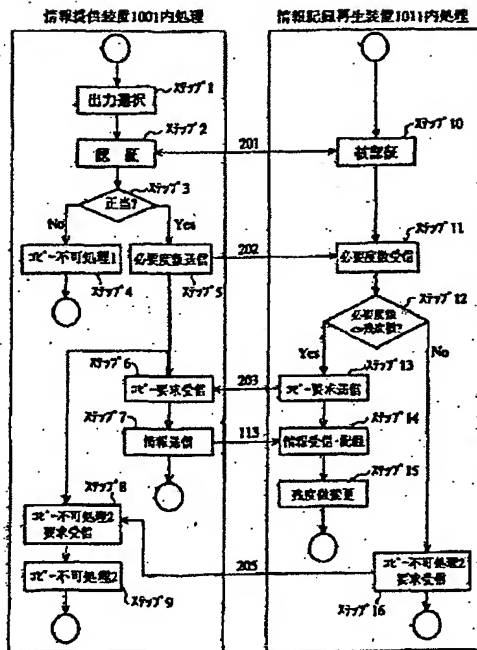 情報提供装置1001内処理
情報記録再生装置1011内処理
ステップ1
出力選択
ステップ2
認 証
201
ステップ10
被認証
ステップ3
正当?
No
Yes
コピー不可処理1
ステップ4
必要度数送信
ステップ5
202
ステップ11
必要度数受信
ステップ12
必要度数
<=残度数?
Yes
No
ステップ6
コピー要求受信
203
ステップ13
コピー要求送信
ステップ7
情報送信
113
ステップ14
情報受信・記録
ステップ15
残度数変更
ステップ8
コピー不可処理2
要求受信
205
コピー不可処理2
要求受信
ステップ16
コピー不可処理2
ステップ9